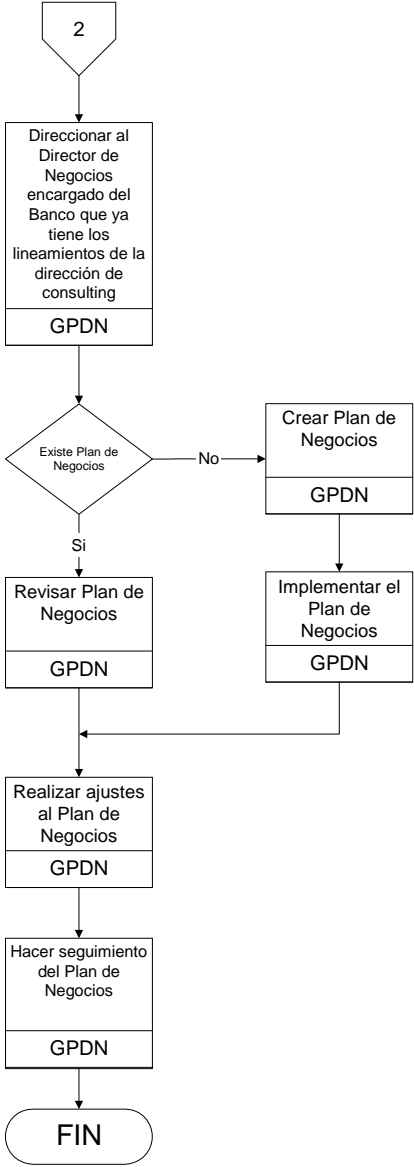 2
Direccionar al
Director de
Negocios
encargado del
Banco que ya
tiene los
lineamientos de la
dirección de
consulting
GPDN
Existe Plan de
Negocios
No
Crear Plan de
Negocios
GPDN
Si
Revisar Plan de
Negocios
GPDN
Implementar el
Plan de
Negocios
GPDN
Realizar ajustes
al Plan de
Negocios
GPDN
Hacer seguimiento
del Plan de
Negocios
GPDN
FIN